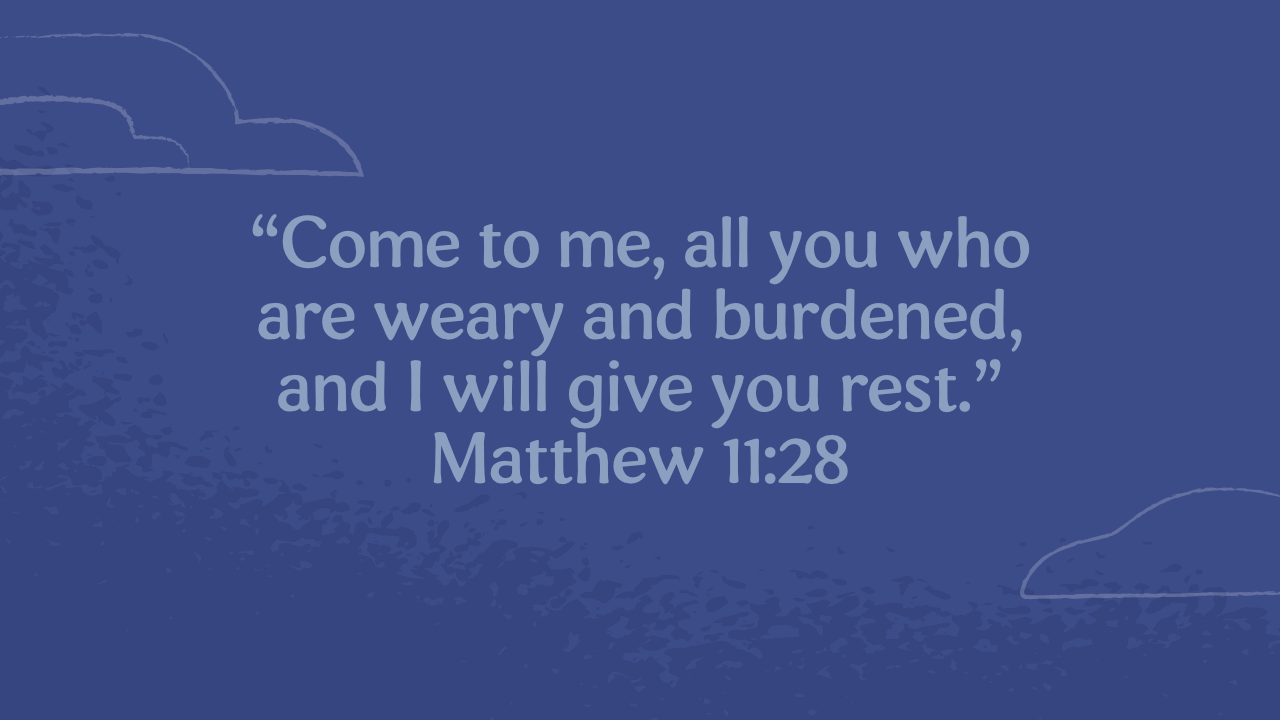 “Come to me, all you who
are weary and burdened,
and I will give you rest.”
Matthew 11:28